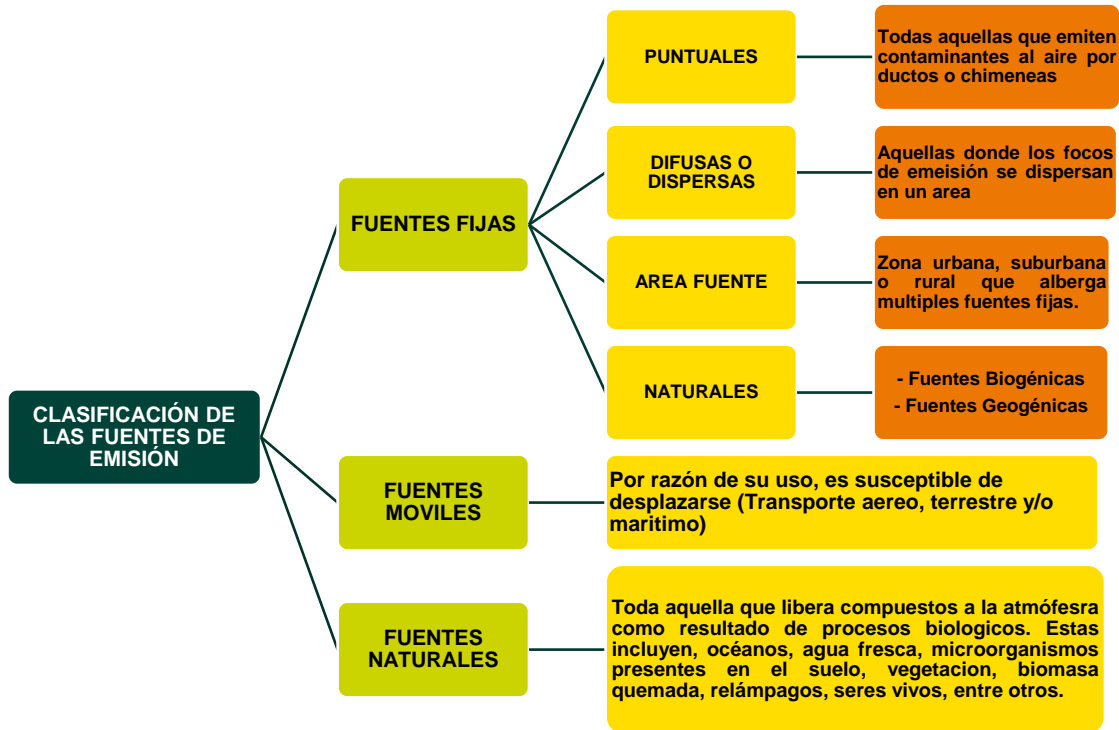 CLASIFICACIÓN DE
LAS FUENTES DE
EMISIÓN
FUENTES FIJAS
PUNTUALES
Todas aquellas que emiten
contaminantes al aire por
ductos o chimeneas
DIFUSAS O
DISPERSAS
Aquellas donde los focos
de emeisión se dispersan
en un area
AREA FUENTE
Zona urbana, suburbana
o rural que alberga
multiples fuentes fijas.
NATURALES
- Fuentes Biogénicas
- Fuentes Geogénicas
FUENTES
MOVILES
Por razón de su uso, es susceptible de
desplazarse (Transporte aereo, terrestre y/o
maritimo)
FUENTES
NATURALES
Toda aquella que libera compuestos a la atmófesra
como resultado de procesos biologicos. Estas
incluyen, océanos, agua fresca, microorganismos
presentes en el suelo, vegetacion, biomasa
quemada, relámpagos, seres vivos, entre otros.